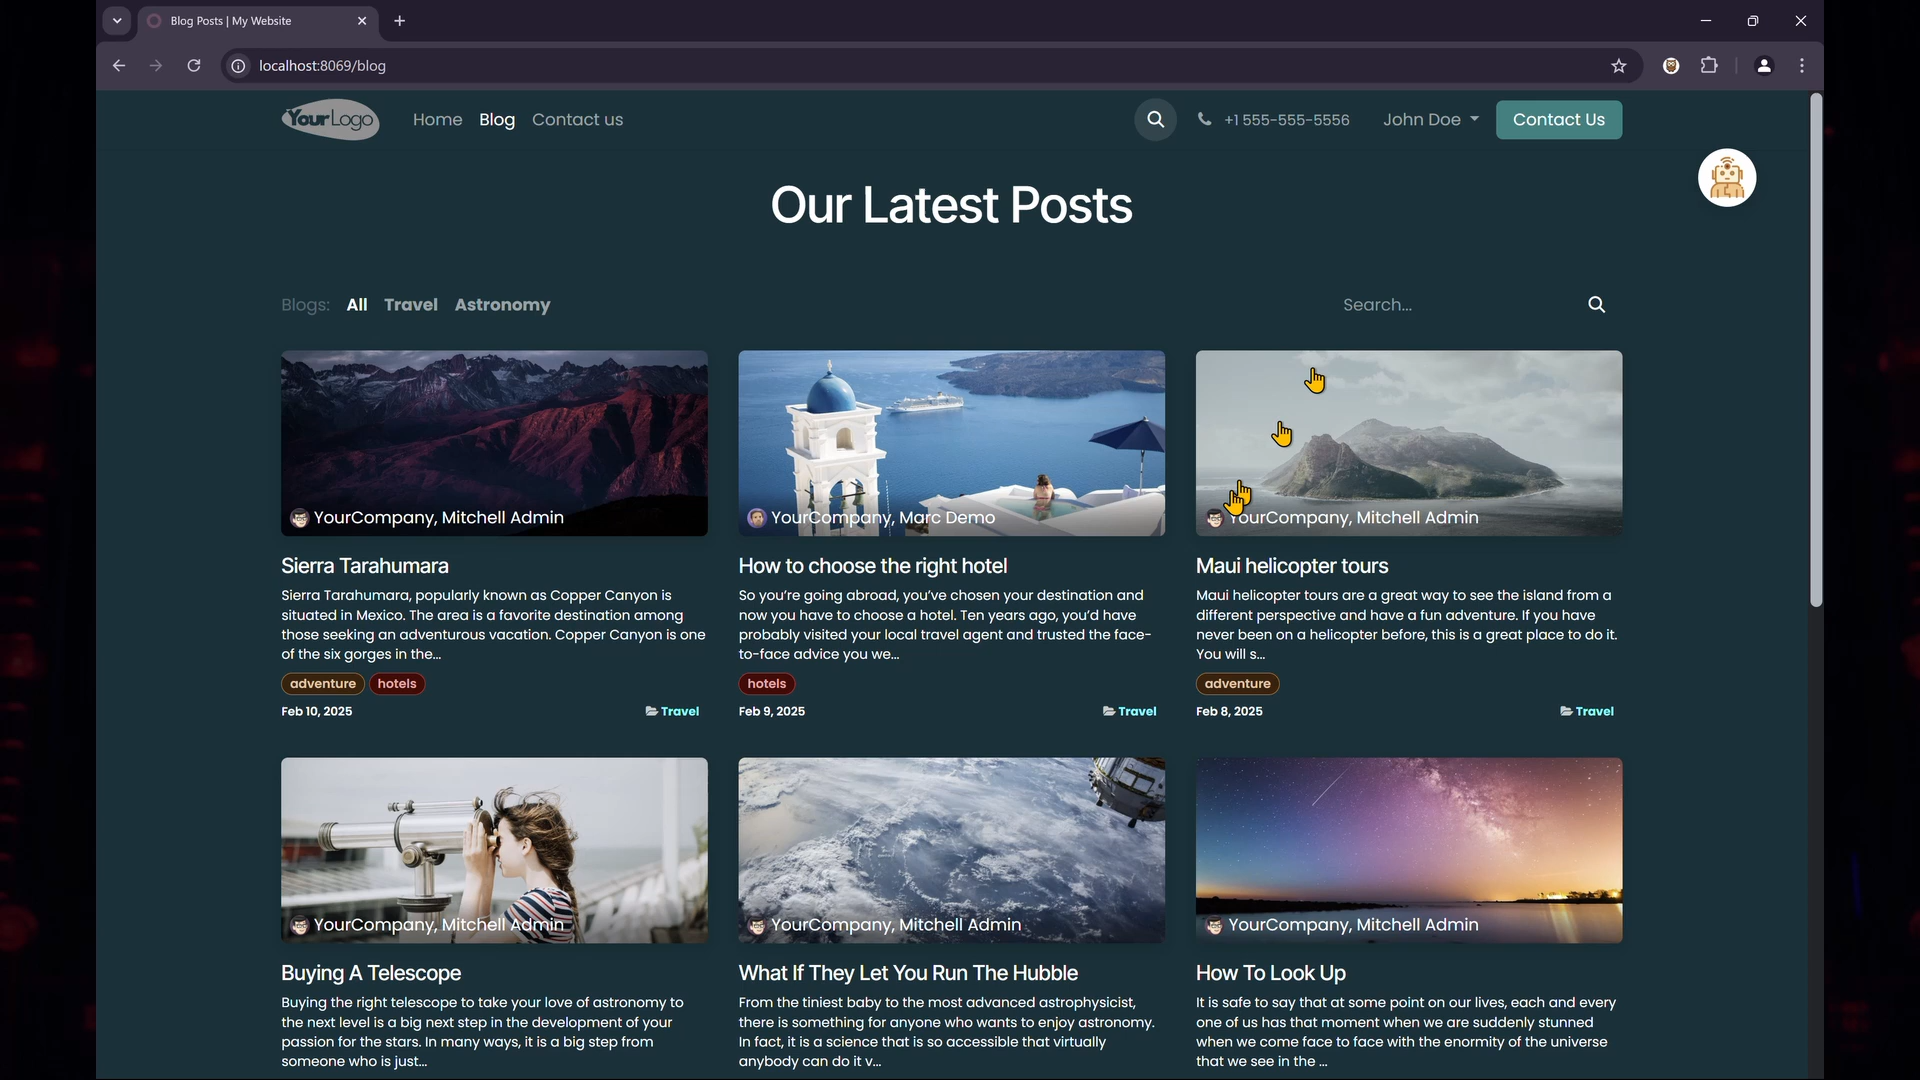 Blog Posts | My Website
localhost:8069/blog
YourLogo
Home Blog Contact us
+1 555-555-5556
John Doe
Contact Us
Our Latest Posts
Blogs: All Travel Astronomy
Search...
YourCompany, Mitchell Admin
Sierra Tarahumara
Sierra Tarahumara, popularly known as Copper Canyon is
situated in Mexico. The area is a favorite destination among
those seeking an adventurous vacation. Copper Canyon is one
of the six gorges in the...
adventure hotels
Feb 10, 2025
Travel
YourCompany, Marc Demo
How to choose the right hotel
So you're going abroad, you've chosen your destination and
now you have to choose a hotel. Ten years ago, you'd have
probably visited your local travel agent and trusted the face-
to-face advice you we...
hotels
Feb 9, 2025
Travel
YourCompany, Mitchell Admin
Maui helicopter tours
Maui helicopter tours are a great way to see the island from a
different perspective and have a fun adventure. If you have
never been on a helicopter before, this is a great place to do it.
You will s...
adventure
Feb 8, 2025
Travel
YourCompany, Mitchell Admin
Buying A Telescope
Buying the right telescope to take your love of astronomy to
the next level is a big next step in the development of your
passion for the stars. In many ways, it is a big step from
someone who is just...
YourCompany, Mitchell Admin
What If They Let You Run The Hubble
From the tiniest baby to the most advanced astrophysicist,
there is something for anyone who wants to enjoy astronomy.
In fact, it is a science that is so accessible that virtually
anybody can do it v...
YourCompany, Mitchell Admin
How To Look Up
It is safe to say that at some point on our lives, each and every
one of us has that moment when we are suddenly stunned
when we come face to face with the enormity of the universe
that we see in the ...